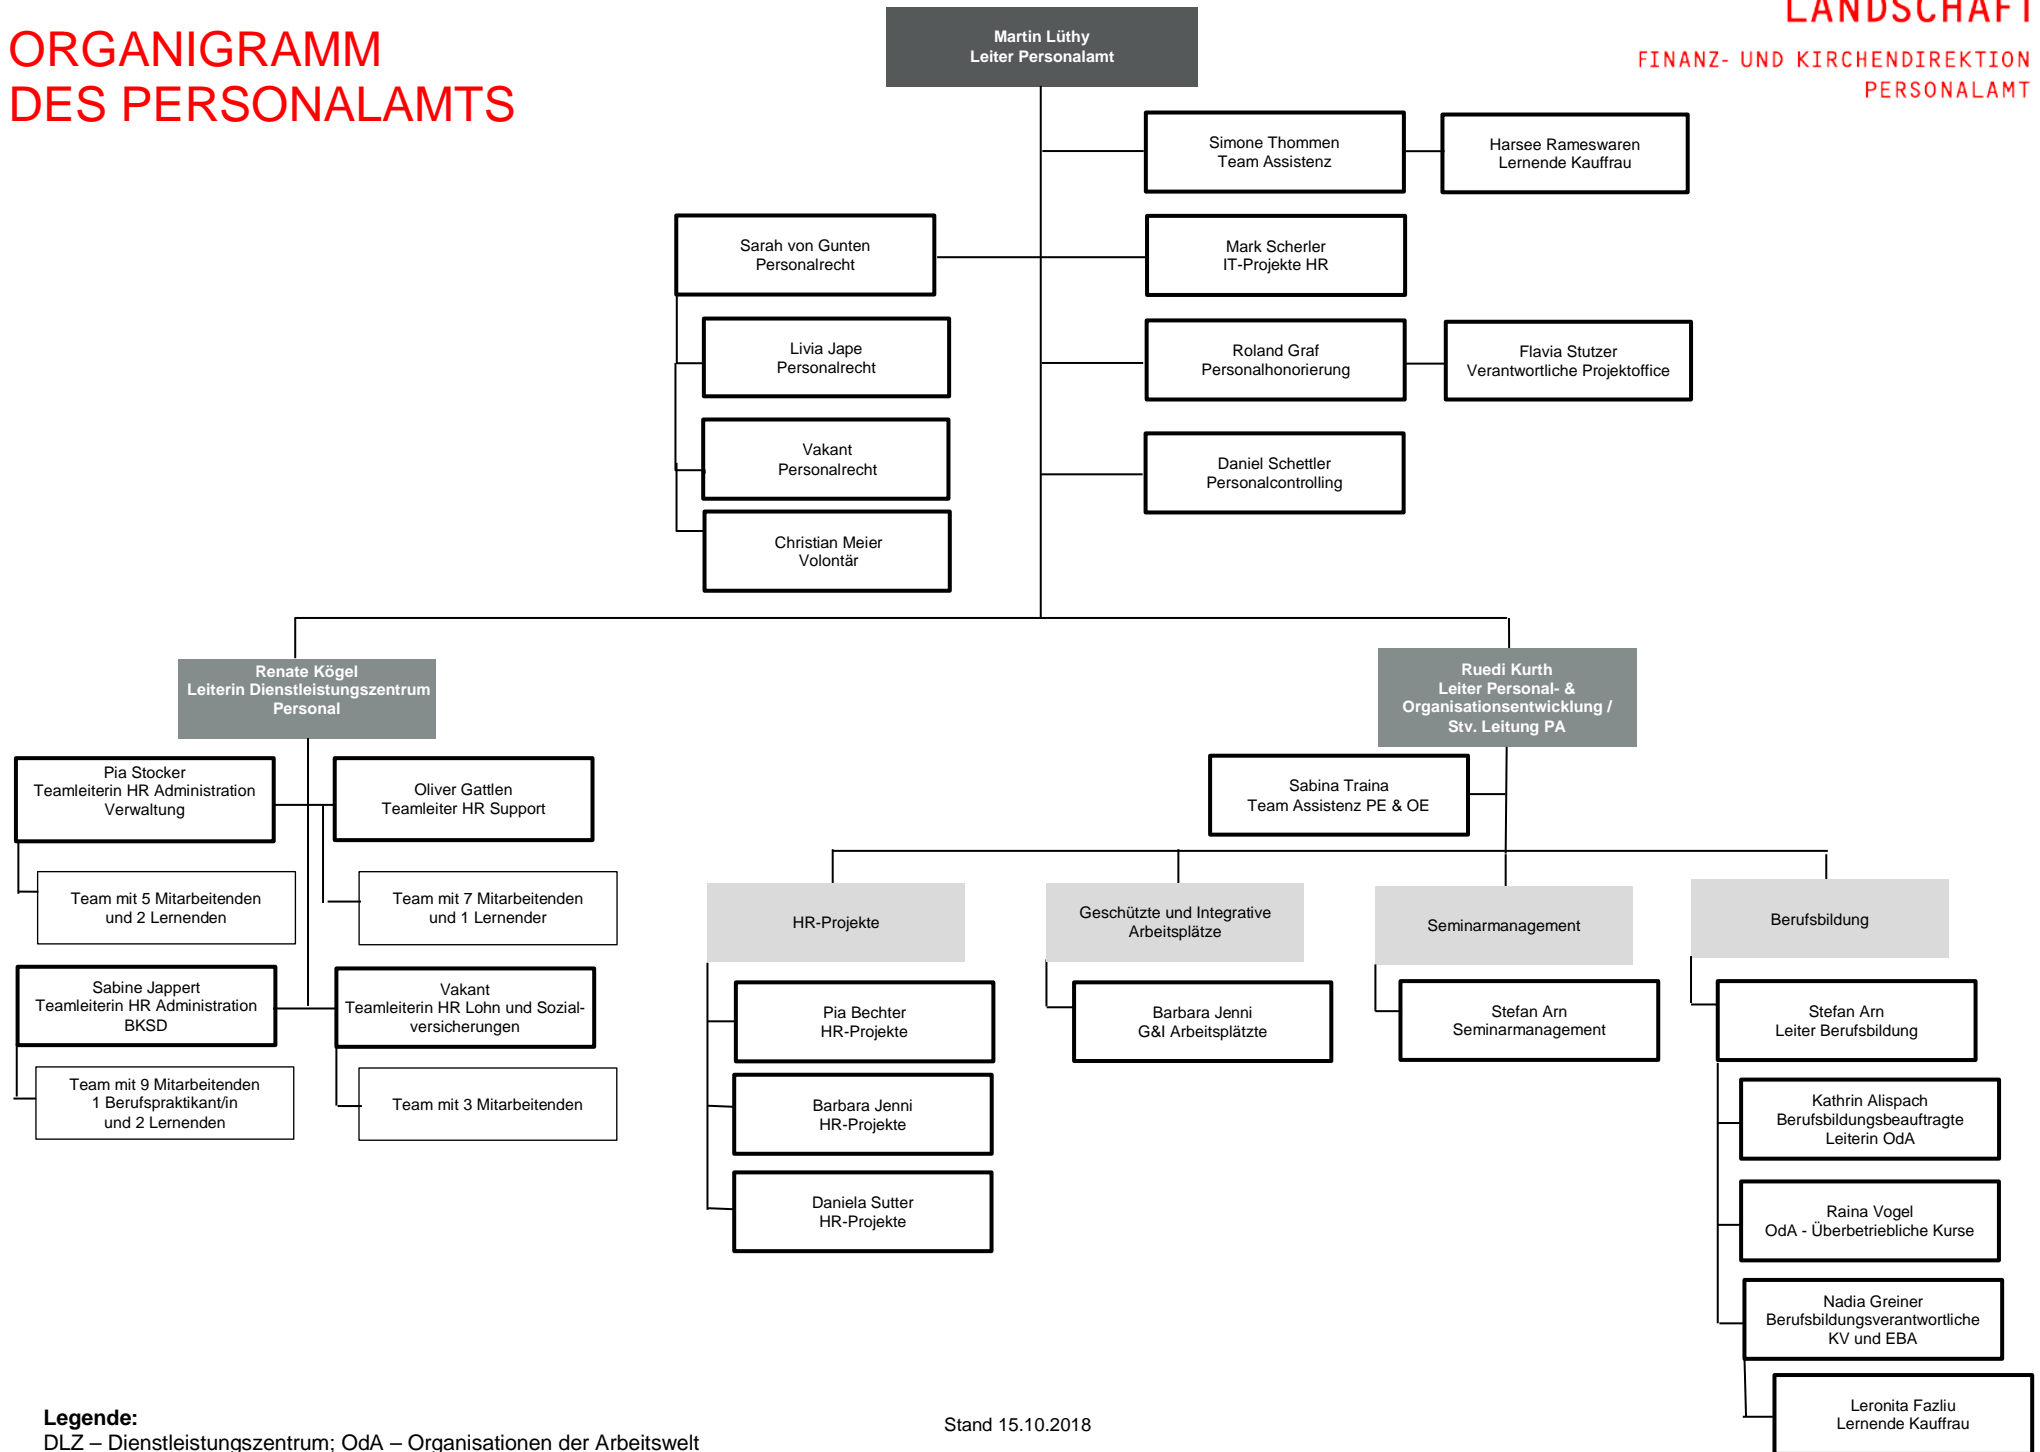 ORGANIGRAMM
DES PERSONALAMTS
LANDSCHAFT
FINANZ- UND KIRCHENDIREKTION
PERSONALAMT
Martin Lüthy
Leiter Personalamt
Simone Thommen
Team Assistenz
Harsee Rameswaren
Lernende Kauffrau
Sarah von Gunten
Personalrecht
Mark Scherler
IT-Projekte HR
Livia Jape
Personalrecht
Roland Graf
Personalhonorierung
Flavia Stutzer
Verantwortliche Projektoffice
Vakant
Personalrecht
Daniel Schettler
Personalcontrolling
Christian Meier
Volontär
Renate Kögel
Leiterin Dienstleistungszentrum
Personal
Ruedi Kurth
Leiter Personal- &
Organisationsentwicklung /
Stv. Leitung PA
Pia Stocker
Teamleiterin HR Administration
Verwaltung
Oliver Gattlen
Teamleiter HR Support
Sabina Traina
Team Assistenz PE & OE
Team mit 5 Mitarbeitenden
und 2 Lernenden
Team mit 7 Mitarbeitenden
und 1 Lernender
HR-Projekte
Geschützte und Integrative
Arbeitsplätze
Seminarmanagement
Berufsbildung
Sabine Jappert
Teamleiterin HR Administration
BKSD
Vakant
Teamleiterin HR Lohn und Sozial-
versicherungen
Pia Bechter
HR-Projekte
Barbara Jenni
G&I Arbeitsplätzte
Stefan Arn
Seminarmanagement
Stefan Arn
Leiter Berufsbildung
Team mit 9 Mitarbeitenden
1 Berufspraktikant/in
und 2 Lernenden
Team mit 3 Mitarbeitenden
Barbara Jenni
HR-Projekte
Kathrin Alispach
Berufsbildungsbeauftragte
Leiterin OdA
Daniela Sutter
HR-Projekte
Raina Vogel
OdA - Überbetriebliche Kurse
Nadia Greiner
Berufsbildungsverantwortliche
KV und EBA
Leronita Fazliu
Lernende Kauffrau
Legende:
DLZ – Dienstleistungszentrum; OdA – Organisationen der Arbeitswelt
Stand 15.10.2018